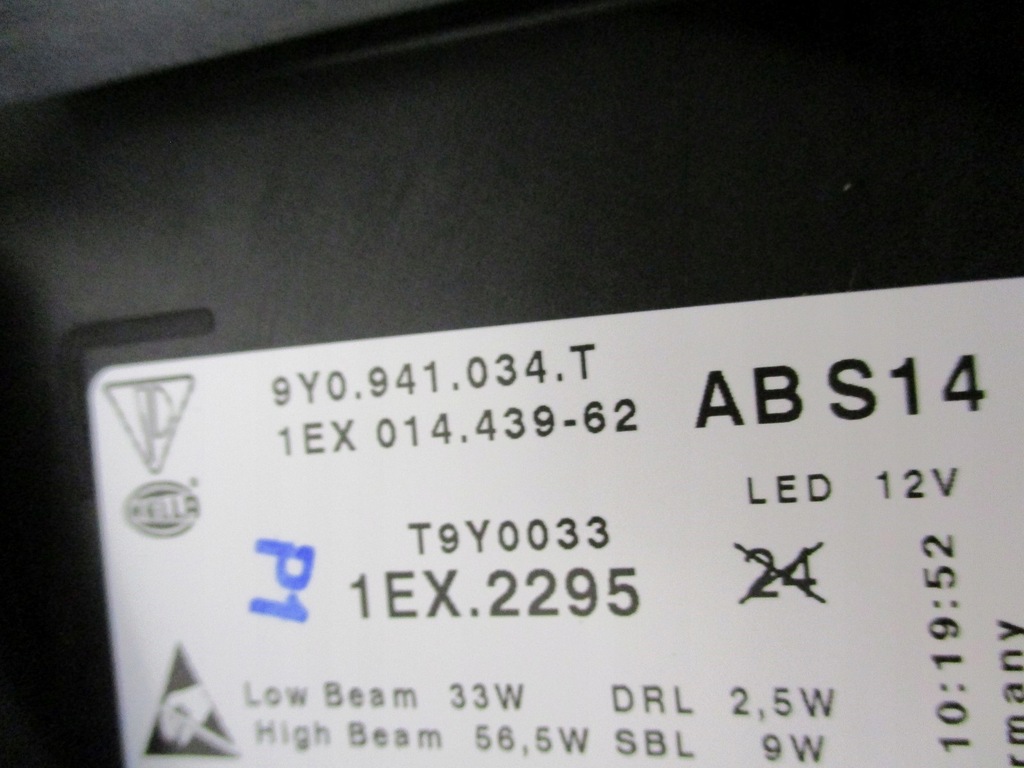 9Y0.941.034.T
1EX 014.439-62
AB S14
HELLA
LED 12V
T9Y0033
1EX.2295
24
P1
10:19:52
Low Beam 33W DRL 2,5W
High Beam 56,5W SBL 9W